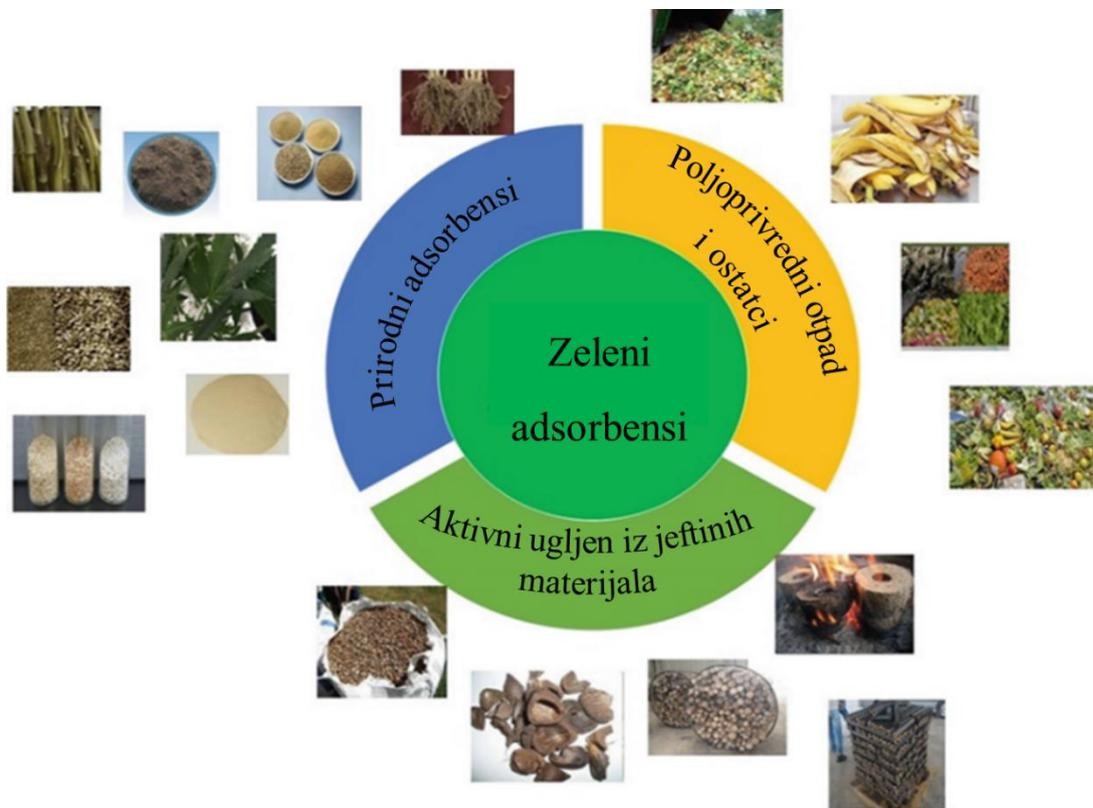 Prirodni adsorbensi
Poljoprivredni otpad
i ostatci
Zeleni
adsorbensi
Aktivni ugljen iz jeftinih
materijala